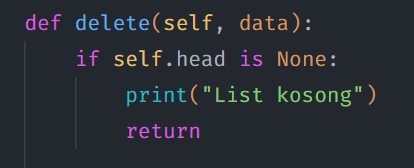 def delete(self, data):
    if self.head is None:
        print("List kosong")
        return